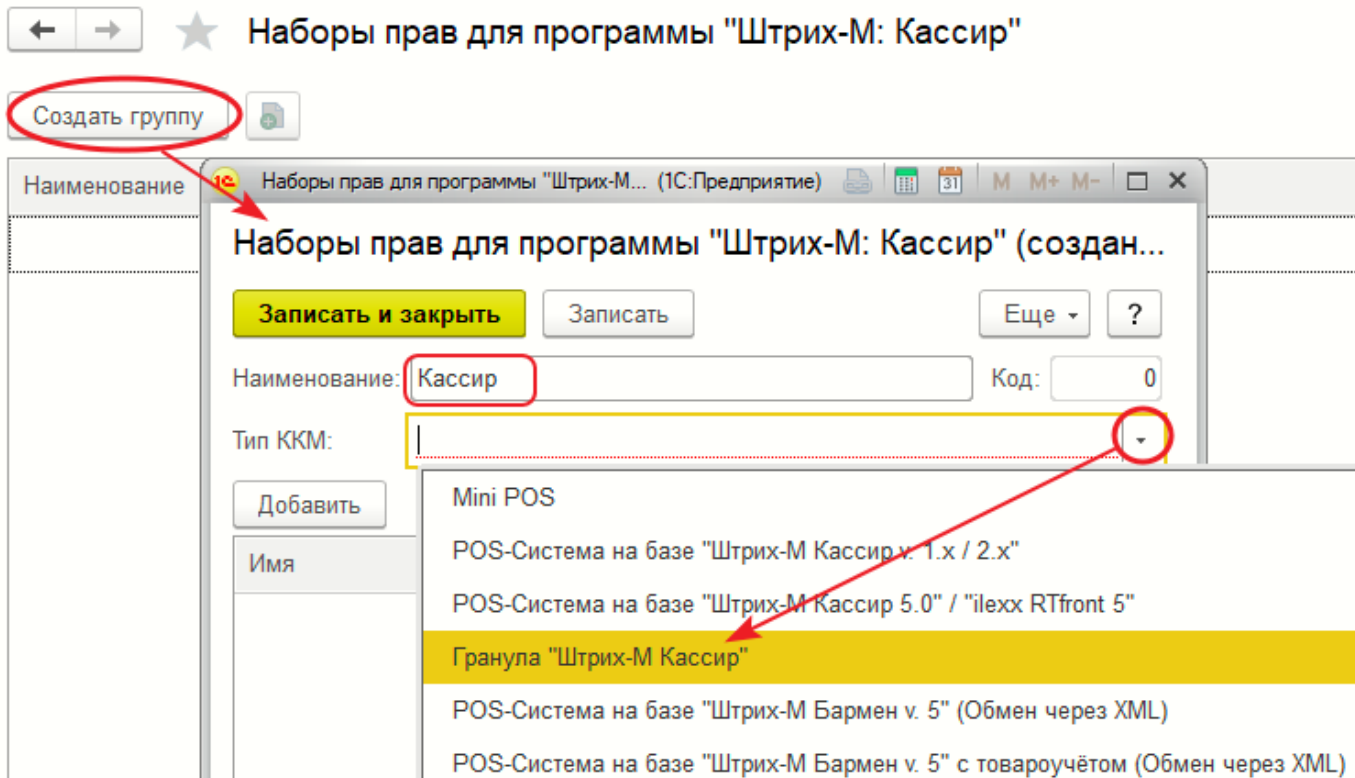 Наборы прав для программы "Штрих-М: Кассир"
Создать группу
Наименование
1С Наборы прав для программы "Штрих-М... (1С:Предприятие) 31 M M+ M-
Наборы прав для программы "Штрих-М: Кассир" (создан...
Записать и закрыть Записать Еще ?
Наименование: Кассир Код: 0
Тип ККМ:
Добавить
Имя
Mini POS
POS-Система на базе "Штрих-М Кассир v. 1.x / 2.x"
POS-Система на базе "Штрих-М Кассир 5.0" / "ilexx RTfront 5"
Гранула "Штрих-М Кассир"
POS-Система на базе "Штрих-М Бармен v. 5" (Обмен через XML)
POS-Система на базе "Штрих-М Бармен v. 5" с товароучётом (Обмен через XML)